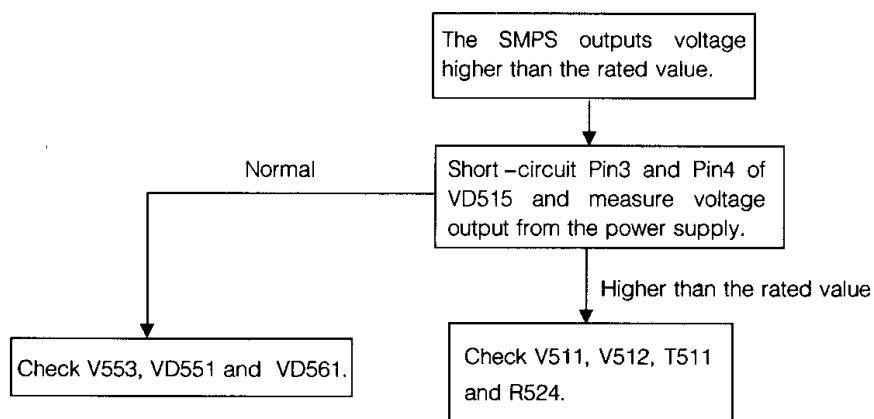 The SMPS outputs voltage
higher than the rated value.
Normal
Short-circuit Pin3 and Pin4 of
VD515 and measure voltage
output from the power supply.
Higher than the rated value
Check V553, VD551 and VD561.
Check V511, V512, T511
and R524.